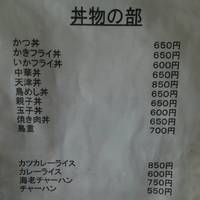 丼物の部
かつ丼 650円
かきフライ丼 650円
いかフライ丼 600円
中華丼 650円
天津丼 850円
鳥めし丼 650円
親子丼 650円
玉子丼 600円
焼き肉丼 650円
鳥重 700円
カツカレーライス 850円
カレーライス 600円
海老チャーハン 750円
チャーハン 550円